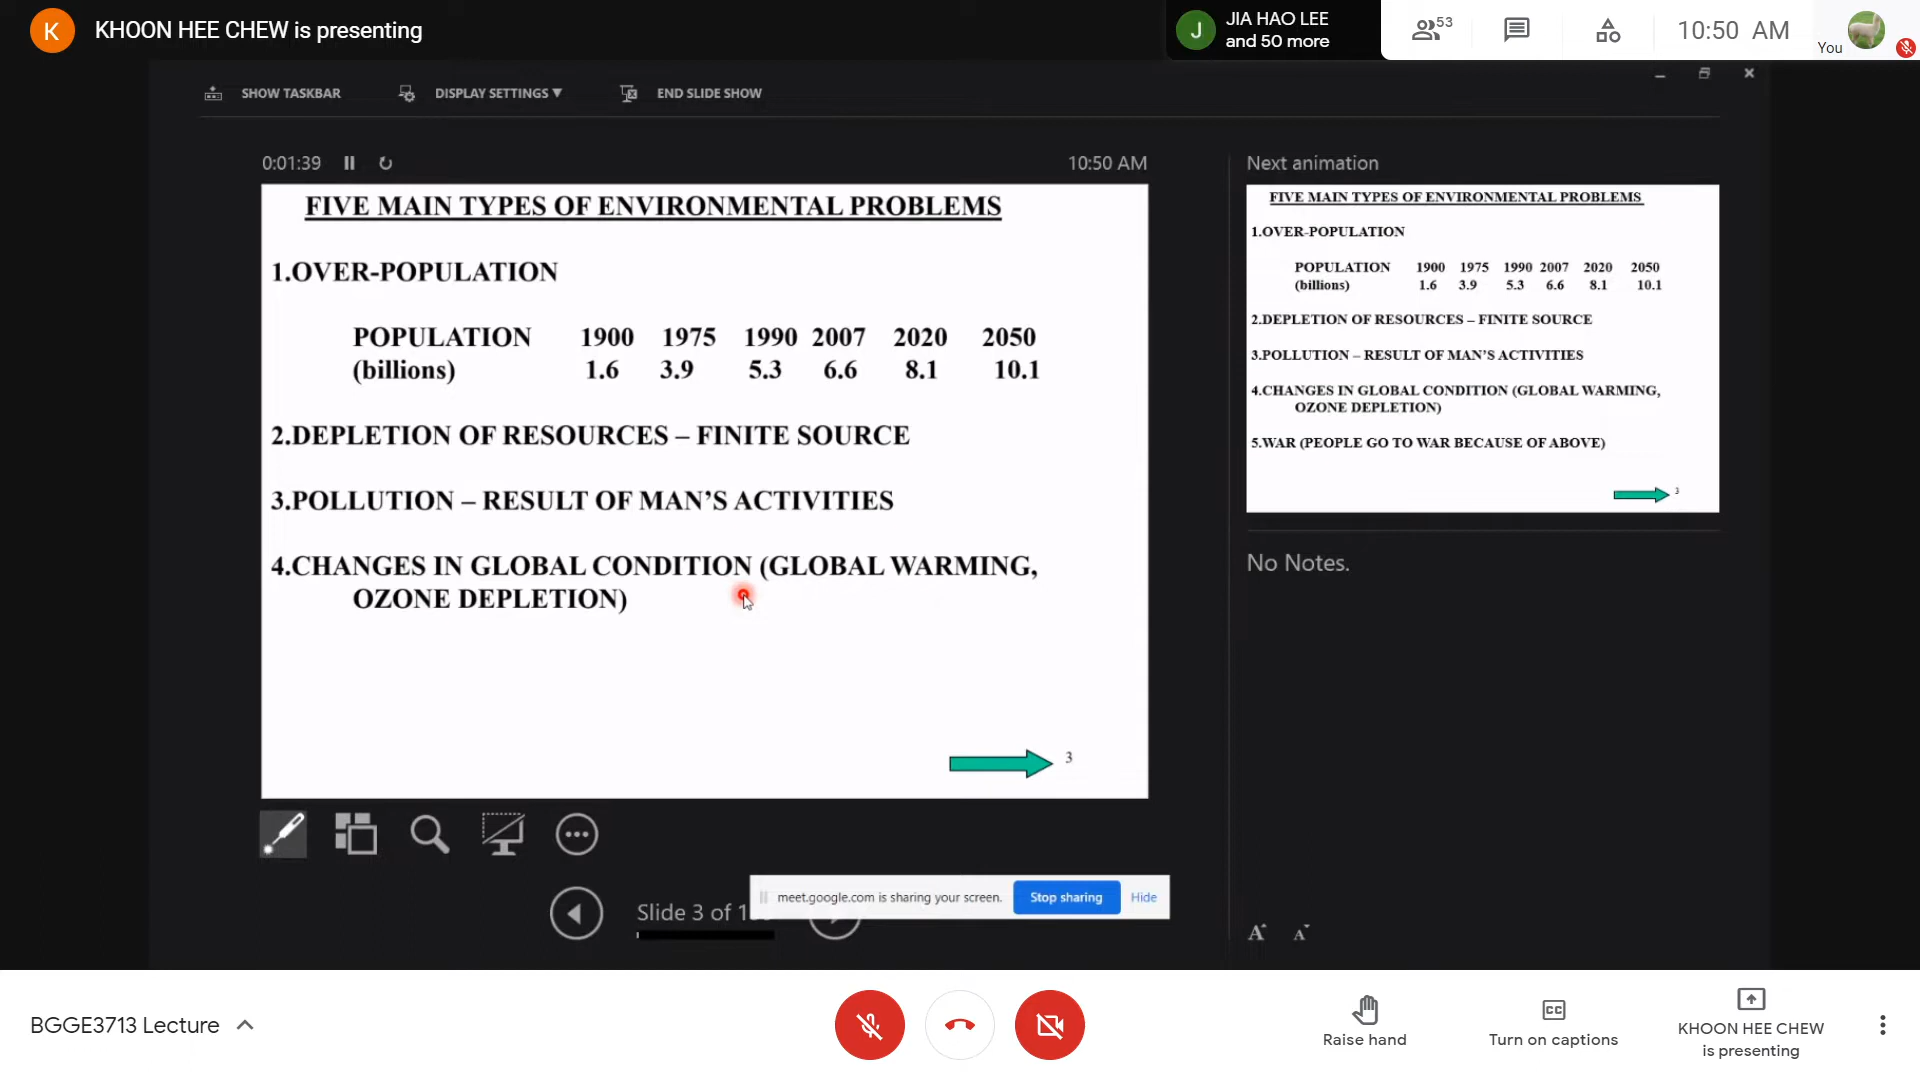 K
KHOON HEE CHEW is presenting
J
JIA HAO LEE
and 50 more
53
10:50 AM
You
SHOW TASKBAR
DISPLAY SETTINGS ▼
END SLIDE SHOW
0:01:39
10:50 AM
FIVE MAIN TYPES OF ENVIRONMENTAL PROBLEMS
1.OVER-POPULATION
POPULATION 1900 1975 1990 2007 2020 2050
(billions) 1.6 3.9 5.3 6.6 8.1 10.1
2.DEPLETION OF RESOURCES – FINITE SOURCE
3.POLLUTION – RESULT OF MAN'S ACTIVITIES
4.CHANGES IN GLOBAL CONDITION (GLOBAL WARMING,
OZONE DEPLETION)
3
Next animation
FIVE MAIN TYPES OF ENVIRONMENTAL PROBLEMS
1.OVER-POPULATION
POPULATION 1900 1975 1990 2007 2020 2050
(billions) 1.6 3.9 5.3 6.6 8.1 10.1
2.DEPLETION OF RESOURCES – FINITE SOURCE
3.POLLUTION – RESULT OF MAN'S ACTIVITIES
4.CHANGES IN GLOBAL CONDITION (GLOBAL WARMING,
OZONE DEPLETION)
5.WAR (PEOPLE GO TO WAR BECAUSE OF ABOVE)
3
No Notes.
Slide 3 of
meet.google.com is sharing your screen.
Stop sharing
Hide
A A
BGGE3713 Lecture
Raise hand
CC
Turn on captions
KHOON HEE CHEW
is presenting